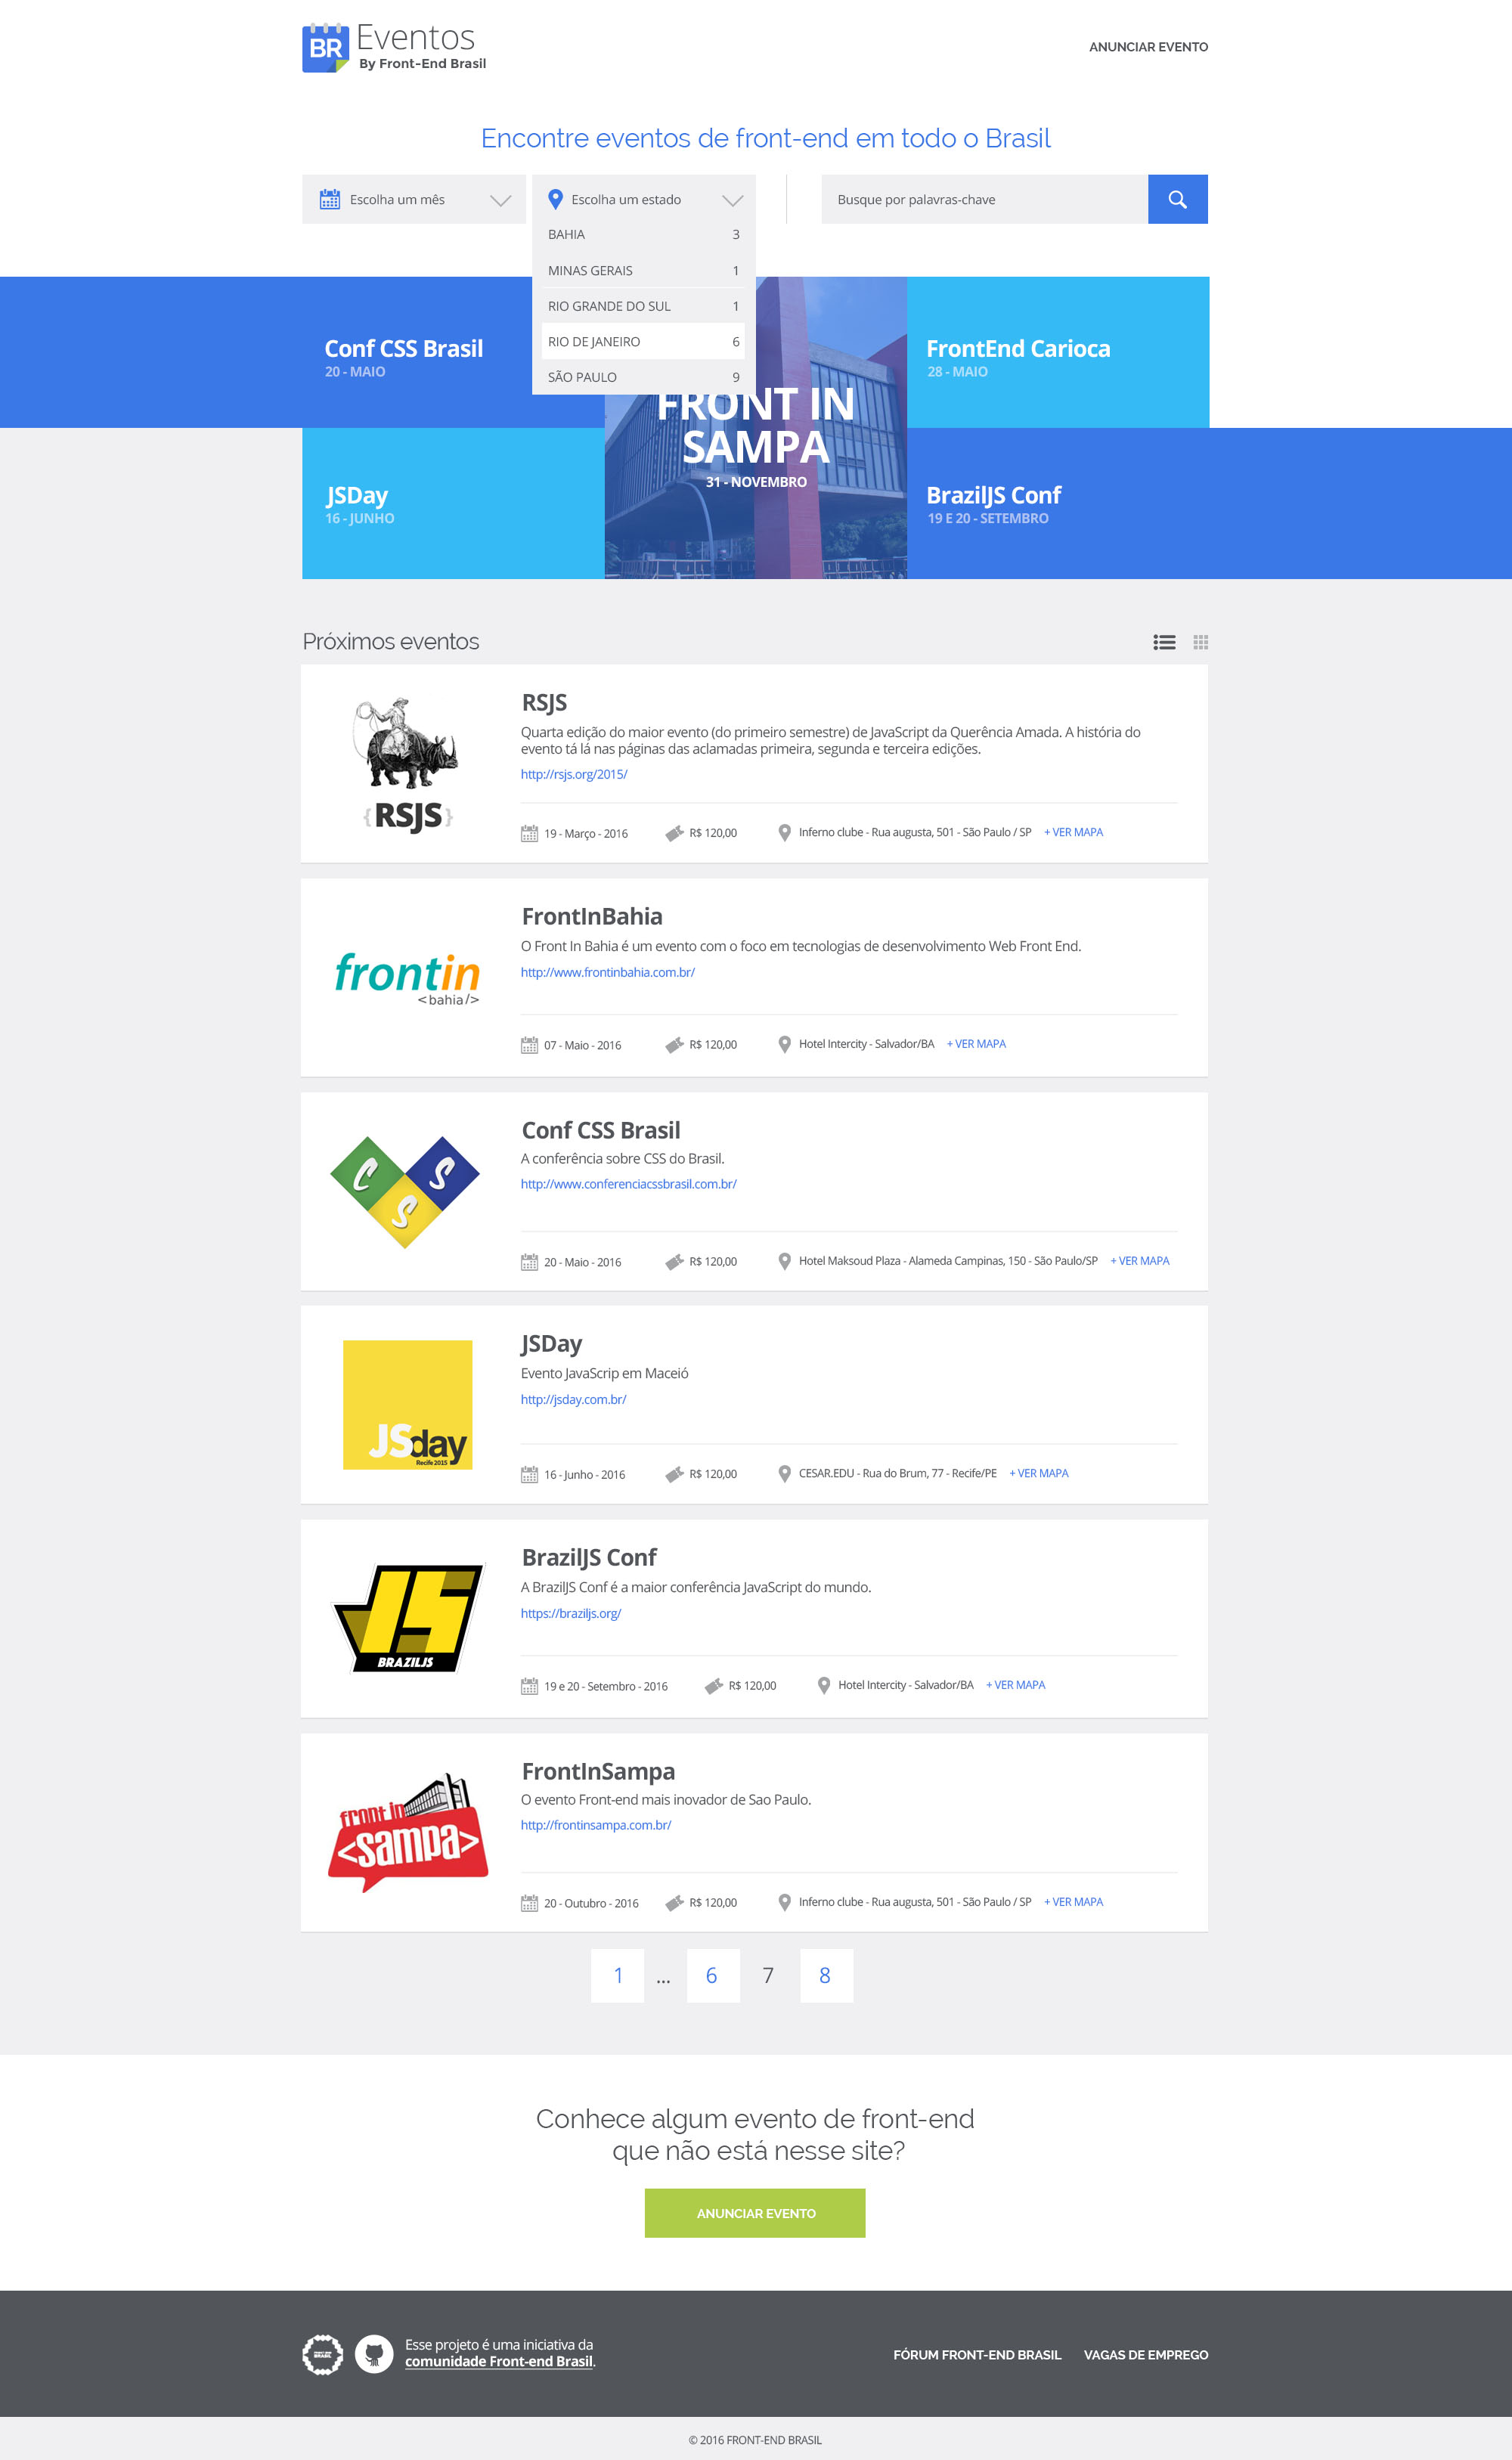 BR
Eventos
By Front-End Brasil
ANUNCIAR EVENTO
Encontre eventos de front-end em todo o Brasil
Escolha um mês
Escolha um estado
Busque por palavras-chave
BAHIA 3
MINAS GERAIS 1
RIO GRANDE DO SUL 1
RIO DE JANEIRO 6
SÃO PAULO 9
Conf CSS Brasil
20 - MAIO
FRONT IN
SAMPA
31 - NOVEMBRO
FrontEnd Carioca
28 - MAIO
JSDay
16 - JUNHO
BrazilJS Conf
19 E 20 - SETEMBRO
Próximos eventos
{RSJS}
RSJS
Quarta edição do maior evento (do primeiro semestre) de JavaScript da Querência Amada. A história do
evento tá lá nas páginas das aclamadas primeira, segunda e terceira edições.
http://rsjs.org/2015/
19 - Março - 2016 R$ 120,00 Inferno clube - Rua augusta, 501 - São Paulo / SP + VER MAPA
frontin
<bahia/>
FrontInBahia
O Front In Bahia é um evento com o foco em tecnologias de desenvolvimento Web Front End.
http://www.frontinbahia.com.br/
07 - Maio - 2016 R$ 120,00 Hotel Intercity - Salvador/BA + VER MAPA
C S S
Conf CSS Brasil
A conferência sobre CSS do Brasil.
http://www.conferenciacssbrasil.com.br/
20 - Maio - 2016 R$ 120,00 Hotel Maksoud Plaza - Alameda Campinas, 150 - São Paulo/SP + VER MAPA
JSday
Recife 2015
JSDay
Evento JavaScrip em Maceió
http://jsday.com.br/
16 - Junho - 2016 R$ 120,00 CESAR.EDU - Rua do Brum, 77 - Recife/PE + VER MAPA
JS
BRAZILJS
BrazilJS Conf
A BrazilJS Conf é a maior conferência JavaScript do mundo.
https://braziljs.org/
19 e 20 - Setembro - 2016 R$ 120,00 Hotel Intercity - Salvador/BA + VER MAPA
front in
<sampa>
FrontInSampa
O evento Front-end mais inovador de Sao Paulo.
http://frontinsampa.com.br/
20 - Outubro - 2016 R$ 120,00 Inferno clube - Rua augusta, 501 - São Paulo / SP + VER MAPA
1 ... 6 7 8
Conhece algum evento de front-end
que não está nesse site?
ANUNCIAR EVENTO
Esse projeto é uma iniciativa da
comunidade Front-end Brasil.
FÓRUM FRONT-END BRASIL VAGAS DE EMPREGO
© 2016 FRONT-END BRASIL